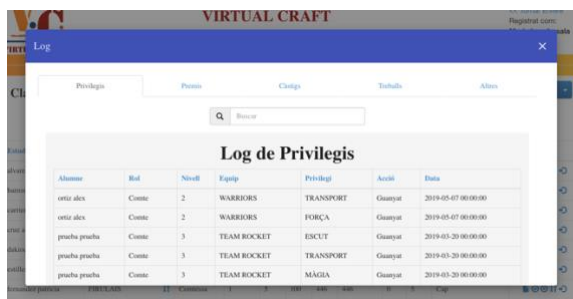 VIRTUAL CRAFT
Registrat com:
Log
×
Privilegis Premis Càstigs Treballs Altres
Buscar
Log de Privilegis
Alumne Rol Nivell Equip Privilegi Acció Data
ortiz alex Comte 2 WARRIORS TRANSPORT Guanyat 2019-05-07 00:00:00
ortiz alex Comte 2 WARRIORS FORÇA Guanyat 2019-05-07 00:00:00
prueba prueba Comte 3 TEAM ROCKET ESCUT Guanyat 2019-03-20 00:00:00
prueba prueba Comte 3 TEAM ROCKET TRANSPORT Guanyat 2019-03-20 00:00:00
prueba prueba Comte 3 TEAM ROCKET MÀGIA Guanyat 2019-03-20 00:00:00